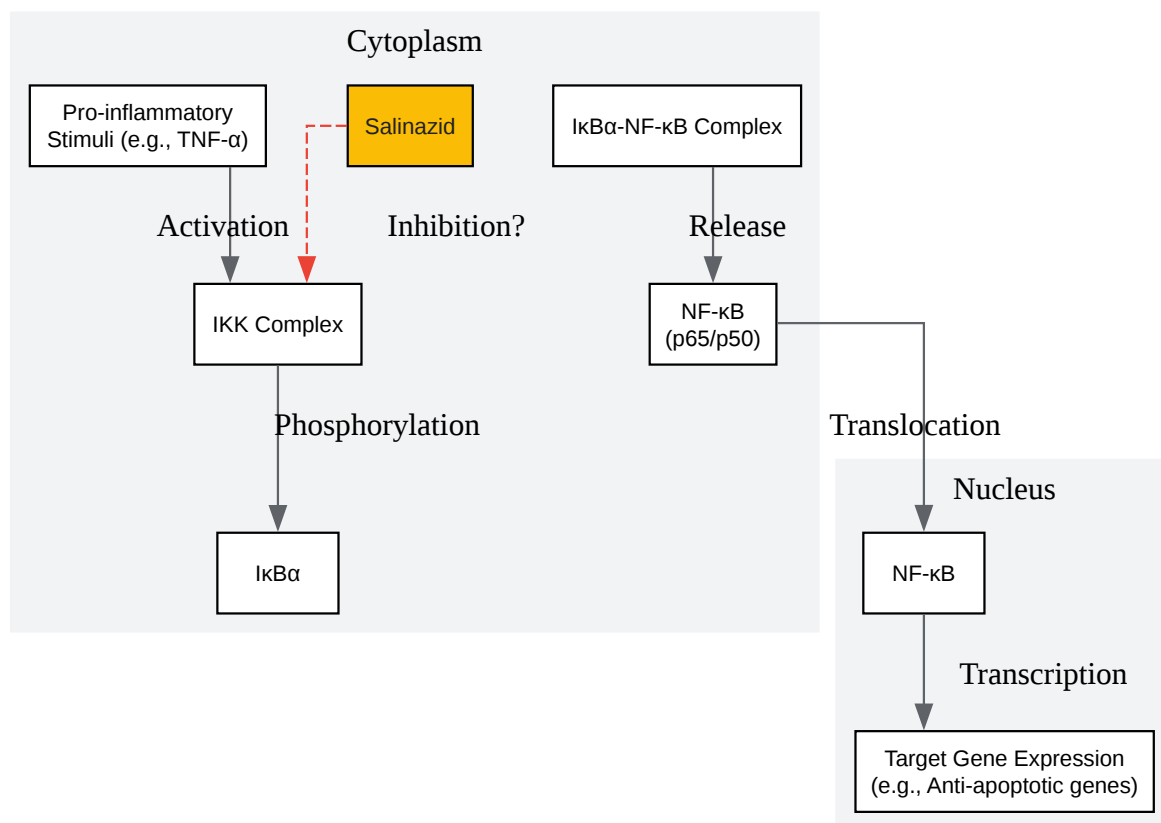 Cytoplasm
Pro-inflammatory
Stimuli (e.g., TNF-α)
Salinazid
IκBα-NF-κB Complex
Activation
Inhibition?
Release
IKK Complex
NF-κB
(p65/p50)
Phosphorylation
Translocation
Nucleus
IκBα
NF-κB
Transcription
Target Gene Expression
(e.g., Anti-apoptotic genes)